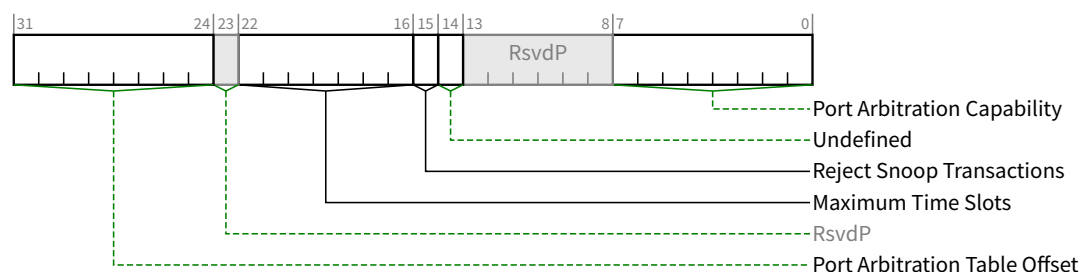 31 24 23 22 16 15 14 13 8 7 0
RsvdP
Port Arbitration Capability
Undefined
Reject Snoop Transactions
Maximum Time Slots
RsvdP
Port Arbitration Table Offset